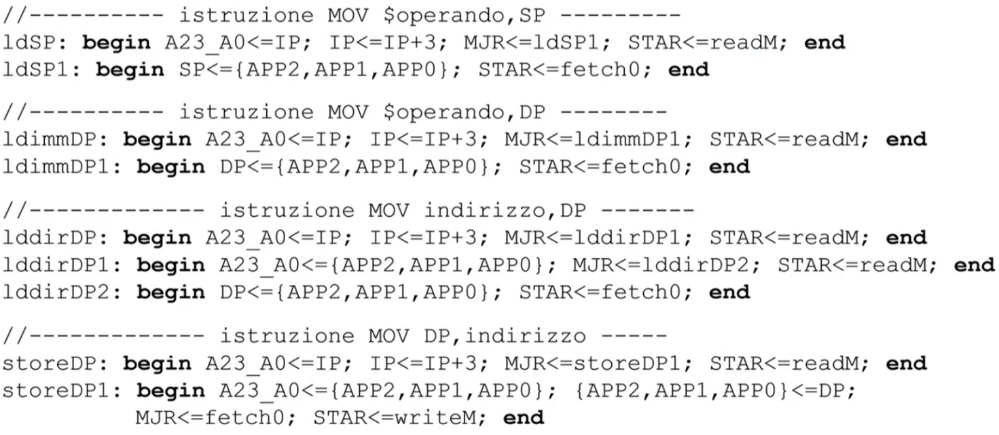 //---------- istruzione MOV $operando,SP ---------
ldSP: begin A23_A0<=IP; IP<=IP+3; MJR<=ldSP1; STAR<=readM; end
ldSP1: begin SP<={APP2,APP1,APP0}; STAR<=fetch0; end
//---------- istruzione MOV $operando,DP --------
ldimmDP: begin A23_A0<=IP; IP<=IP+3; MJR<=ldimmDP1; STAR<=readM; end
ldimmDP1: begin DP<={APP2,APP1,APP0}; STAR<=fetch0; end
//------------- istruzione MOV indirizzo,DP -------
lddirDP: begin A23_A0<=IP; IP<=IP+3; MJR<=lddirDP1; STAR<=readM; end
lddirDP1: begin A23_A0<={APP2,APP1,APP0}; MJR<=lddirDP2; STAR<=readM; end
lddirDP2: begin DP<={APP2,APP1,APP0}; STAR<=fetch0; end
//------------- istruzione MOV DP,indirizzo -----
storeDP: begin A23_A0<=IP; IP<=IP+3; MJR<=storeDP1; STAR<=readM; end
storeDP1: begin A23_A0<={APP2,APP1,APP0}; {APP2,APP1,APP0}<=DP;
MJR<=fetch0; STAR<=writeM; end